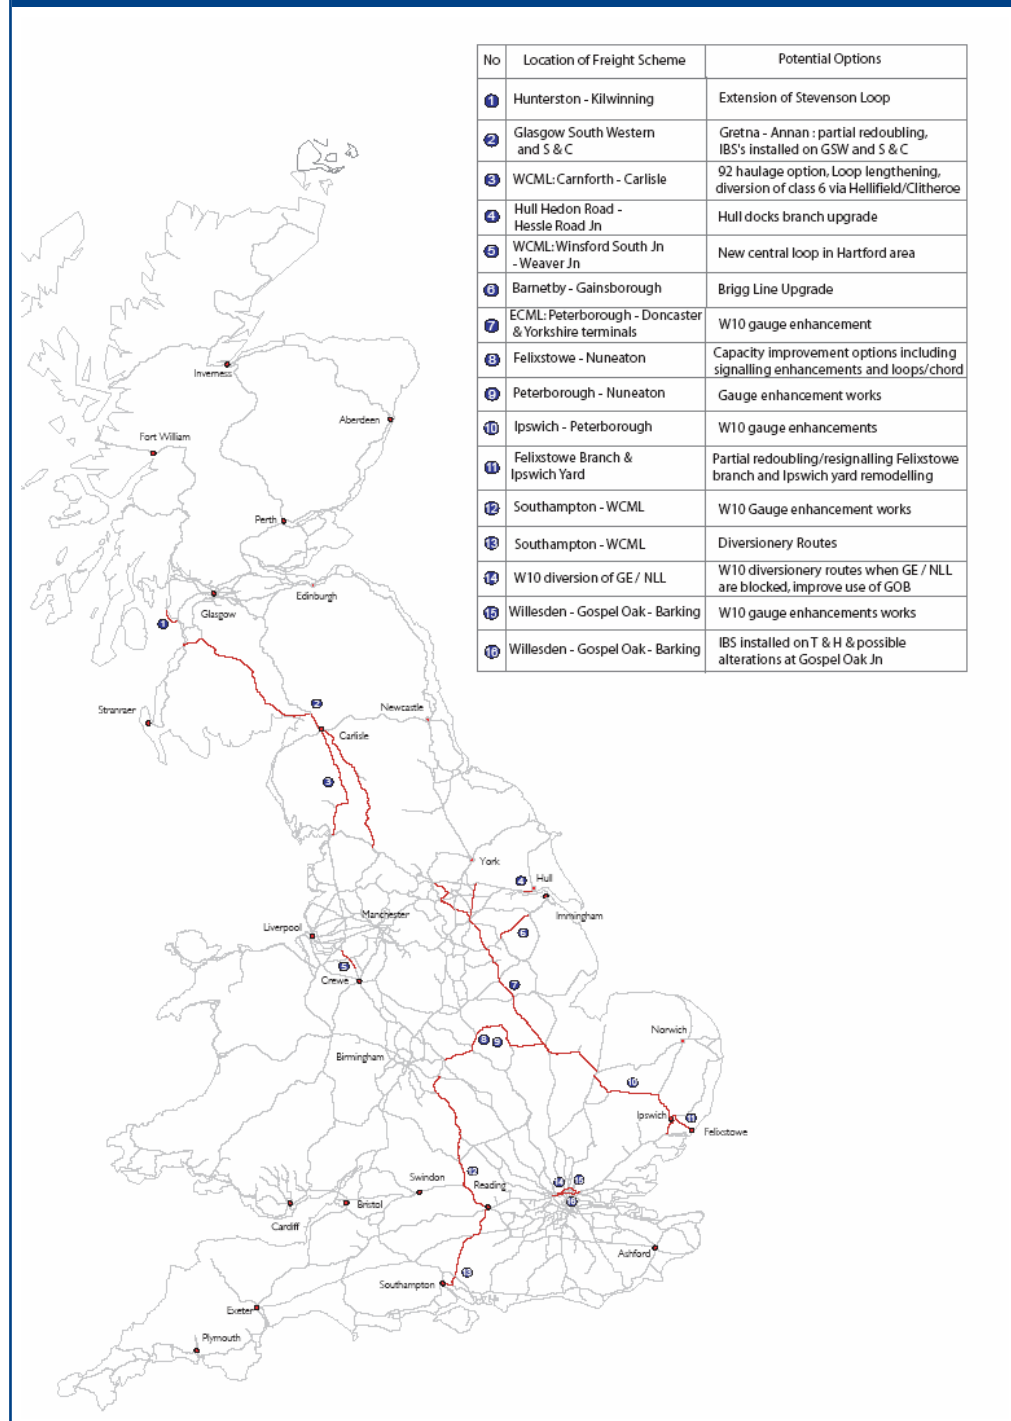 No Location of Freight Scheme Potential Options
1 Hunterston - Kilwinning Extension of Stevenson Loop
2 Glasgow South Western and S & C Gretna - Annan : partial redoubling, IBS's installed on GSW and S & C
3 WCML: Carnforth - Carlisle 92 haulage option, Loop lengthening, diversion of class 6 via Hellifield/Clitheroe
4 Hull Hedon Road - Hessle Road Jn Hull docks branch upgrade
5 WCML: Winsford South Jn - Weaver Jn New central loop in Hartford area
6 Barnetby - Gainsborough Brigg Line Upgrade
7 ECML: Peterborough - Doncaster & Yorkshire terminals W10 gauge enhancement
8 Felixstowe - Nuneaton Capacity improvement options including signalling enhancements and loops/chord
9 Peterborough - Nuneaton Gauge enhancement works
10 Ipswich - Peterborough W10 gauge enhancements
11 Felixstowe Branch & Ipswich Yard Partial redoubling/resignalling Felixstowe branch and Ipswich yard remodelling
12 Southampton - WCML W10 Gauge enhancement works
13 Southampton - WCML Diversionery Routes
14 W10 diversion of GE / NLL W10 diversionery routes when GE / NLL are blocked, improve use of GOB
15 Willesden - Gospel Oak - Barking W10 gauge enhancements works
16 Willesden - Gospel Oak - Barking IBS installed on T & H & possible alterations at Gospel Oak Jn
Inverness
Aberdeen
Fort William
Perth
Edinburgh
Glasgow
1
Stranraer
2
Newcastle
Carlisle
3
York
4 Hull
Immingham
Manchester
Liverpool
6
5
Crewe
7
Norwich
8 9
Birmingham
10
Ipswich 11
Felixstowe
12
Swindon
Reading
14 15
16
Bristol
Cardiff
Ashford
13
Southampton
Exeter
Plymouth